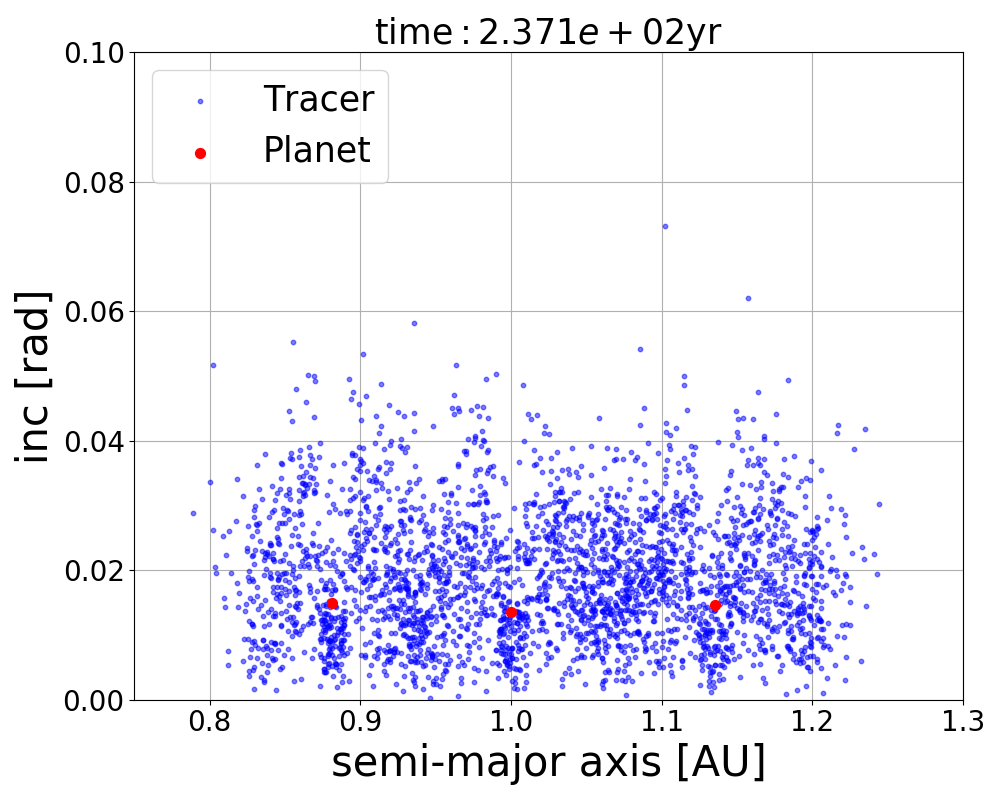 time : 2.371e + 02yr
0.10
0.08
0.06
0.04
0.02
0.00
inc [rad]
Tracer
Planet
0.8 0.9 1.0 1.1 1.2 1.3
semi-major axis [AU]